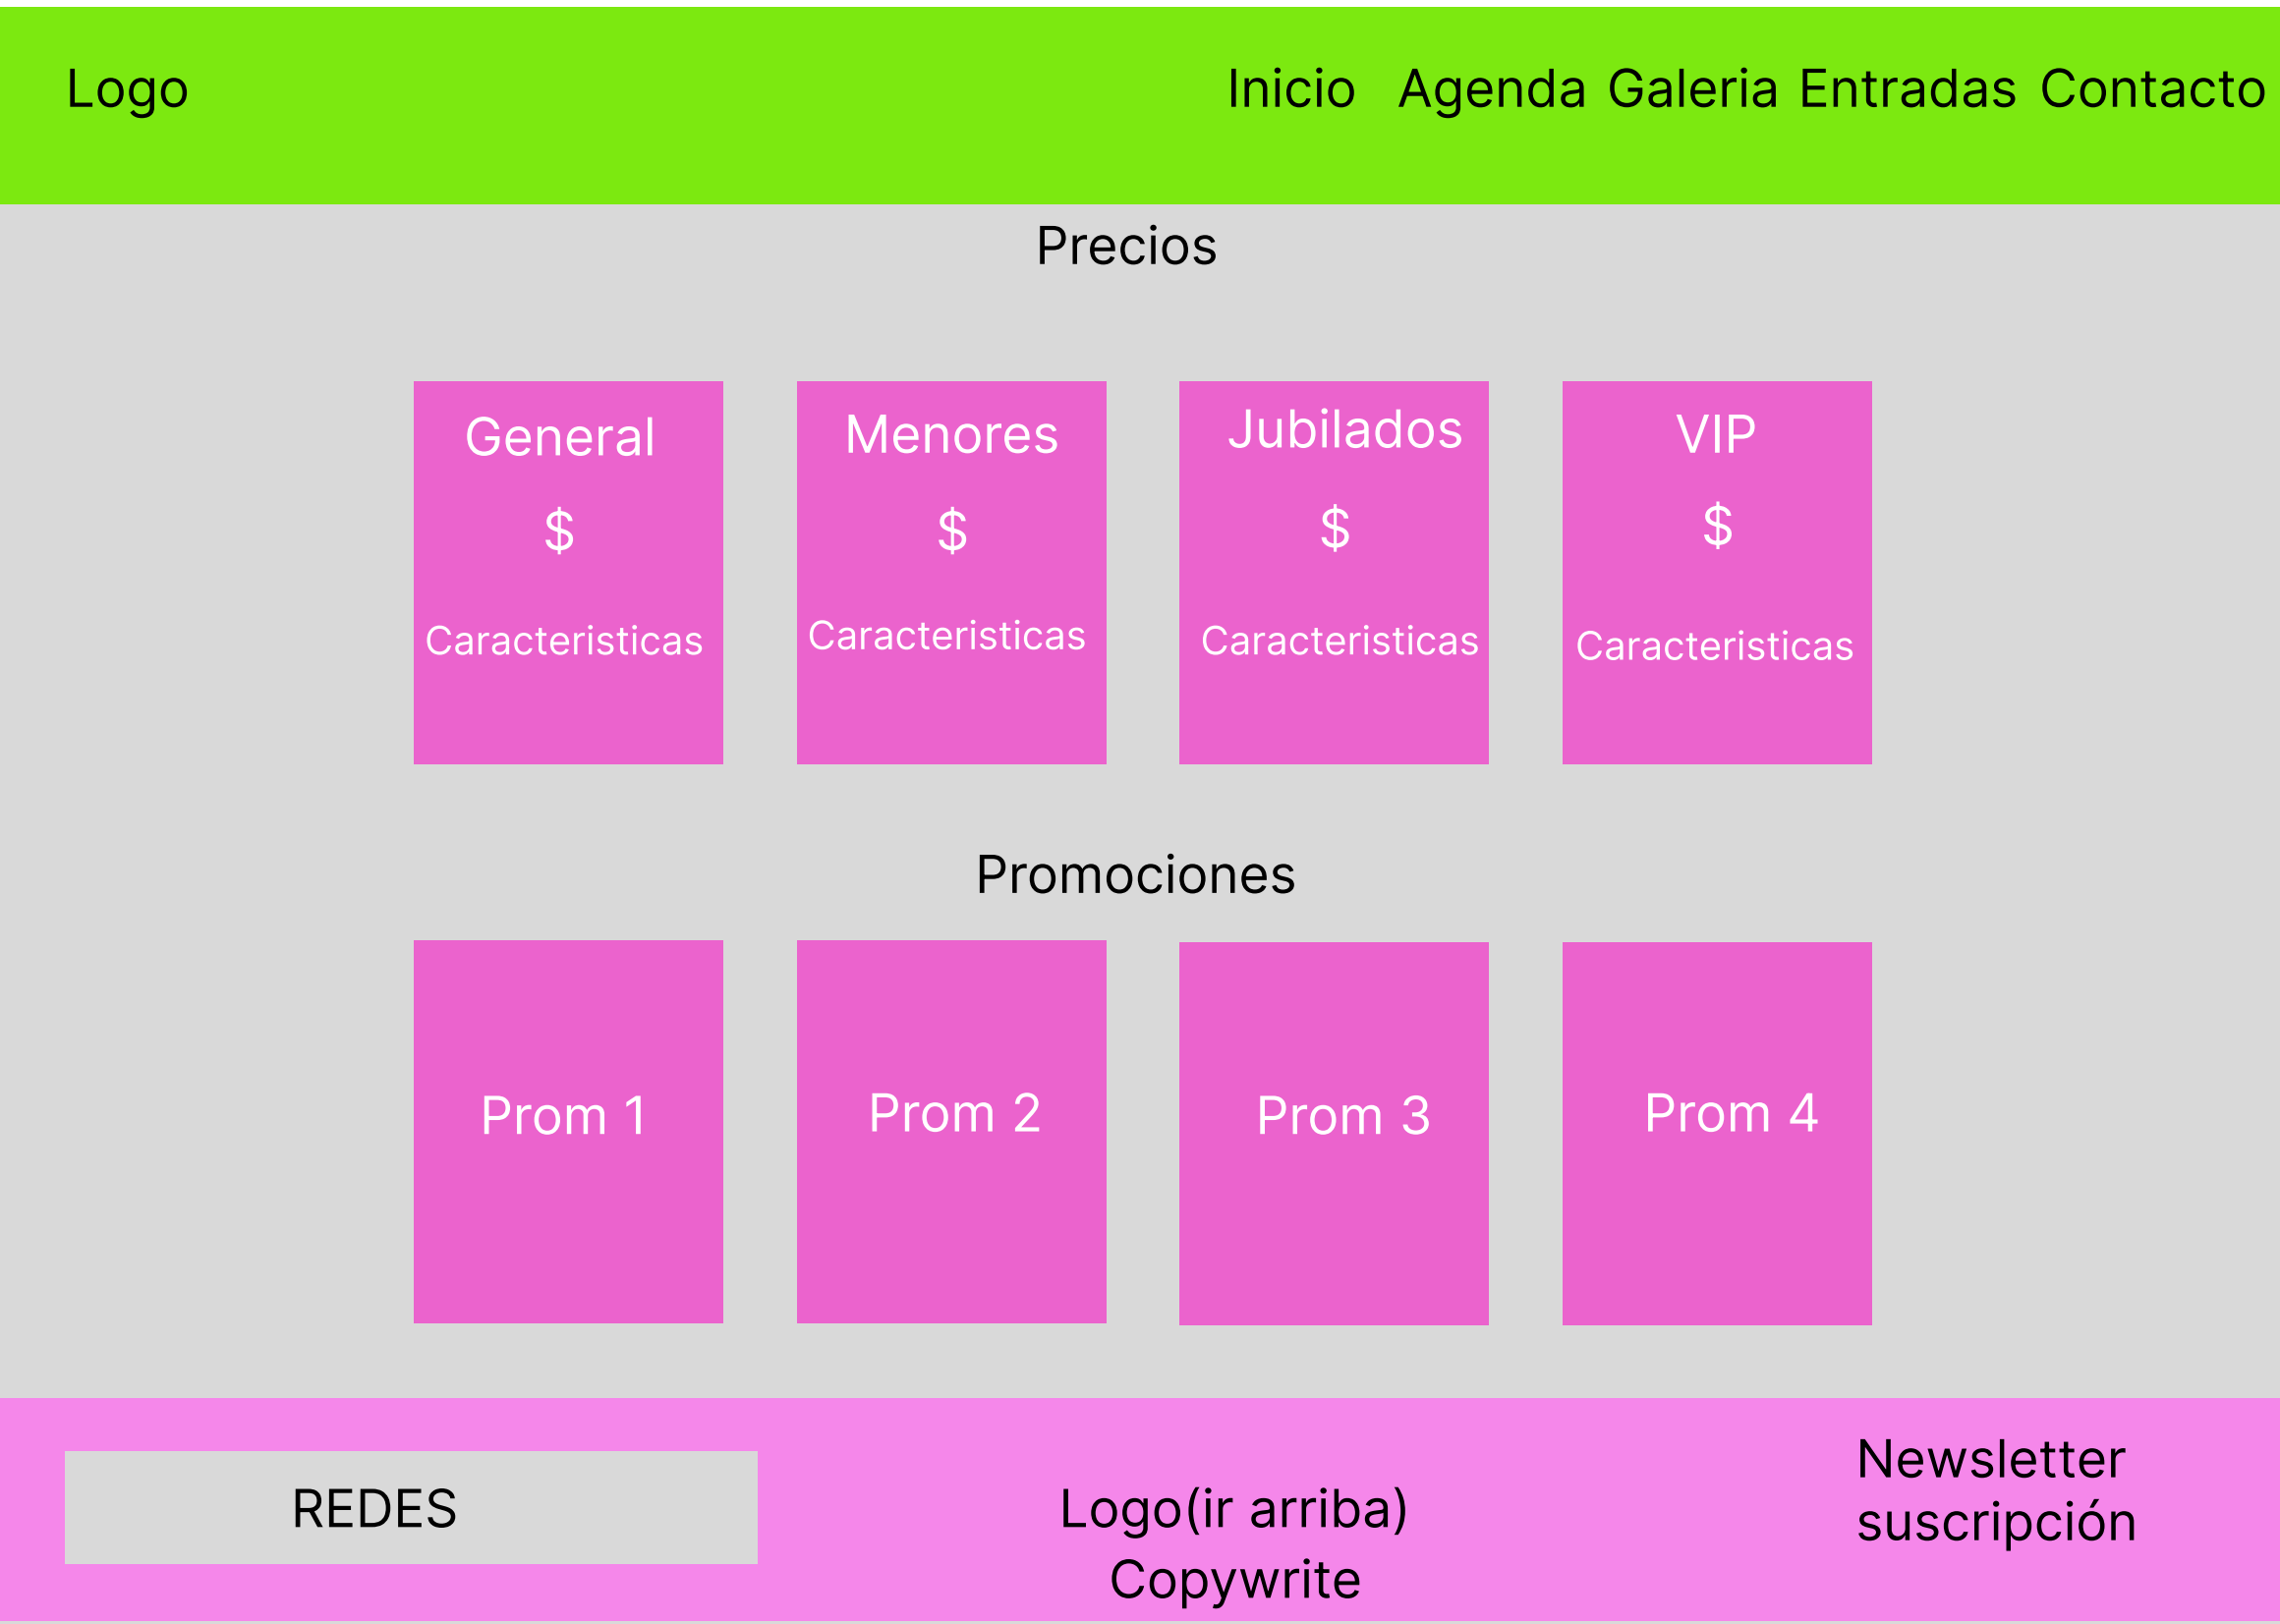 Logo
Inicio Agenda Galeria Entradas Contacto
Precios
General
$
Caracteristicas
Menores
$
Caracteristicas
Jubilados
$
Caracteristicas
VIP
$
Caracteristicas
Promociones
Prom 1
Prom 2
Prom 3
Prom 4
REDES
Logo(ir arriba)
Copywrite
Newsletter
suscripción